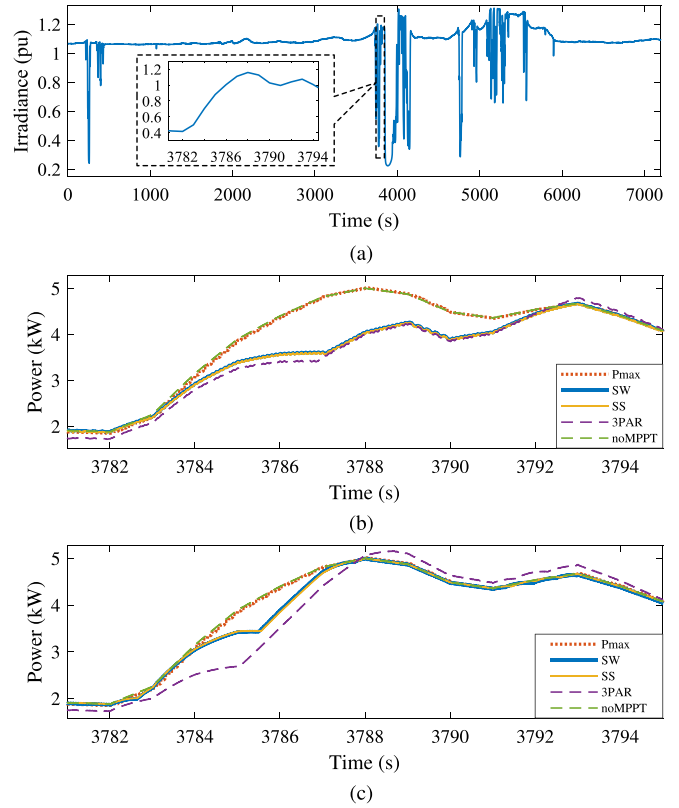 Irradiance (pu)
1.2
1
0.8
0.6
0.4
0.2
1.2
1
0.8
0.6
0.4
3782
3786
3790
3794
0
1000
2000
3000
4000
5000
6000
7000
Time (s)
(a)
Power (kW)
5
4
3
2
Pmax
SW
SS
3PAR
noMPPT
3782
3784
3786
3788
3790
3792
3794
Time (s)
(b)
Power (kW)
5
4
3
2
Pmax
SW
SS
3PAR
noMPPT
3782
3784
3786
3788
3790
3792
3794
Time (s)
(c)